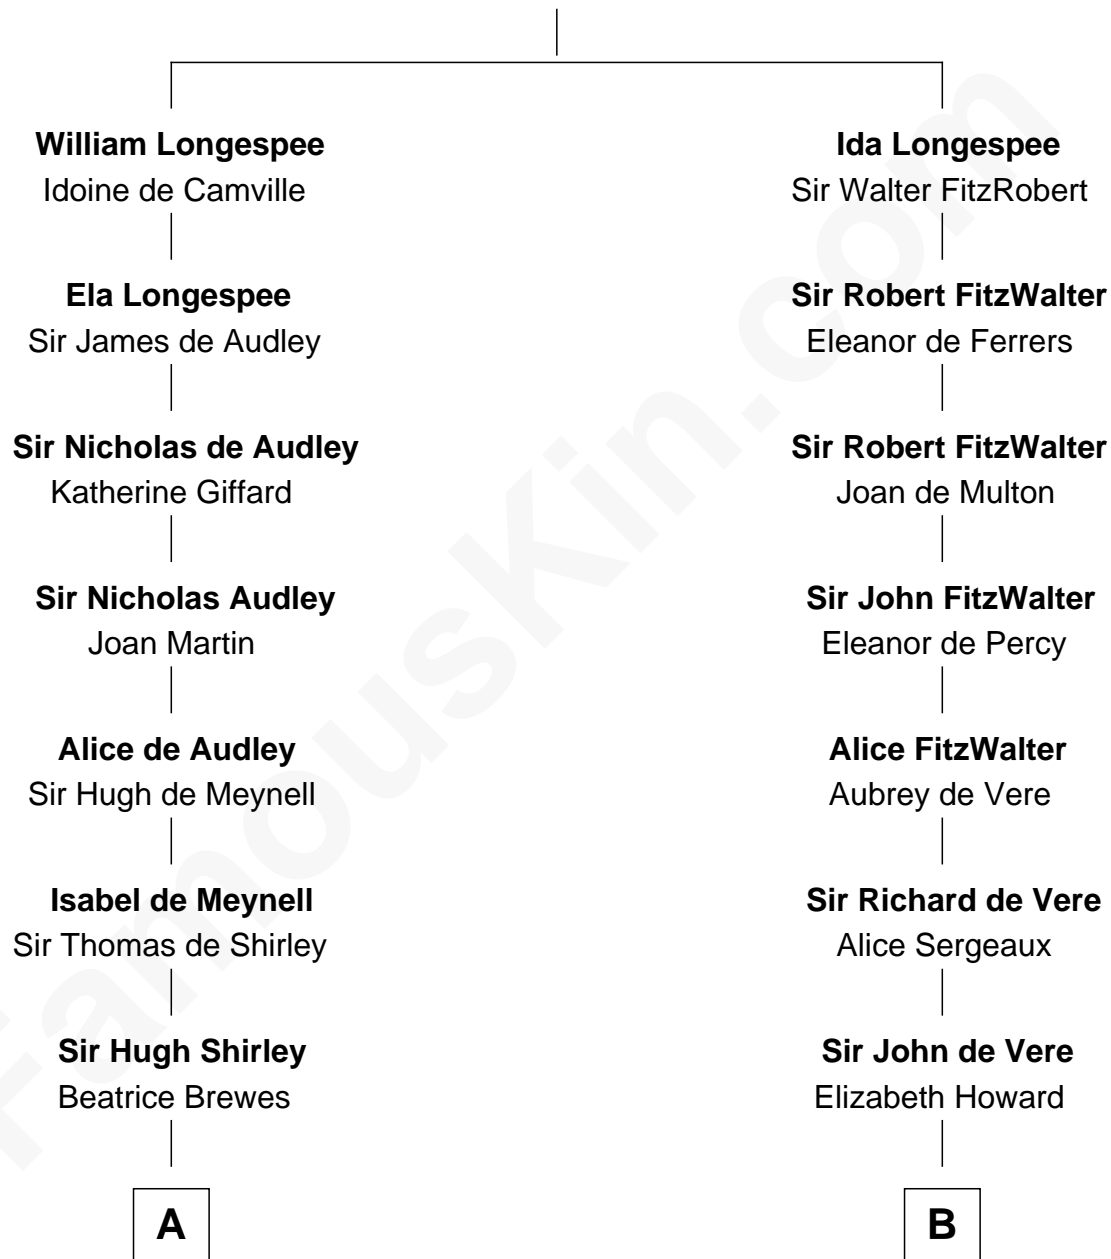 William Longespee
Idoine de Camville
Ela Longespee
Sir James de Audley
Sir Nicholas de Audley
Katherine Giffard
Sir Nicholas Audley
Joan Martin
Alice de Audley
Sir Hugh de Meynell
Isabel de Meynell
Sir Thomas de Shirley
Sir Hugh Shirley
Beatrice Brewes
A
Ida Longespee
Sir Walter FitzRobert
Sir Robert FitzWalter
Eleanor de Ferrers
Sir Robert FitzWalter
Joan de Multon
Sir John FitzWalter
Eleanor de Percy
Alice FitzWalter
Aubrey de Vere
Sir Richard de Vere
Alice Sergeaux
Sir John de Vere
Elizabeth Howard
B
FamousKin.com